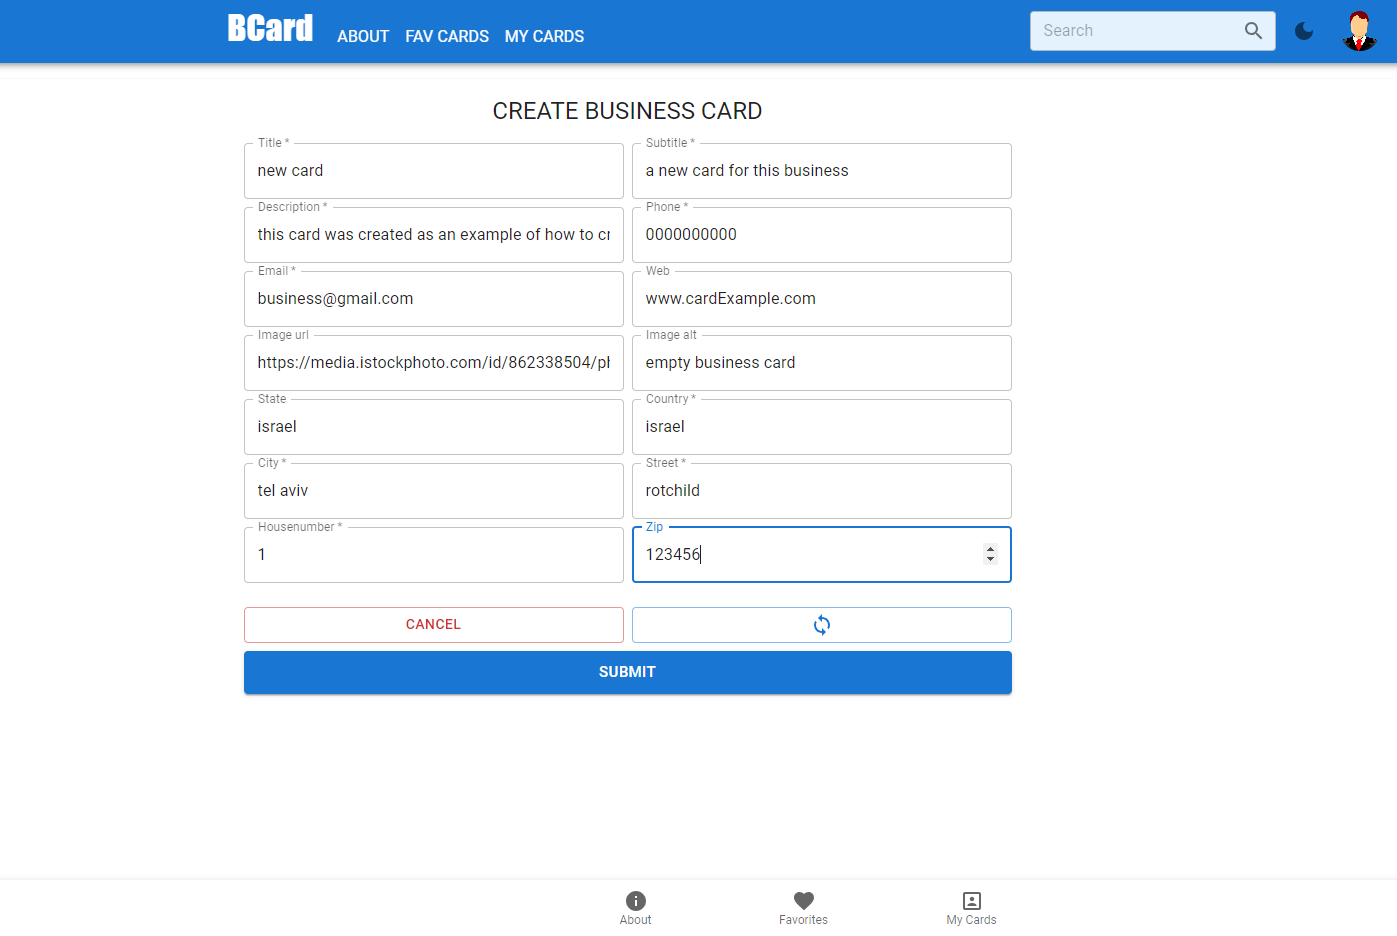 BCard ABOUT FAV CARDS MY CARDS Search
CREATE BUSINESS CARD
Title * Subtitle *
new card a new card for this business
Description * Phone *
this card was created as an example of how to cr 0000000000
Email * Web
business@gmail.com www.cardExample.com
Image url Image alt
https://media.istockphoto.com/id/862338504/ph empty business card
State Country *
israel israel
City * Street *
tel aviv rotchild
Housenumber * Zip
1 123456
CANCEL
SUBMIT
About Favorites My Cards